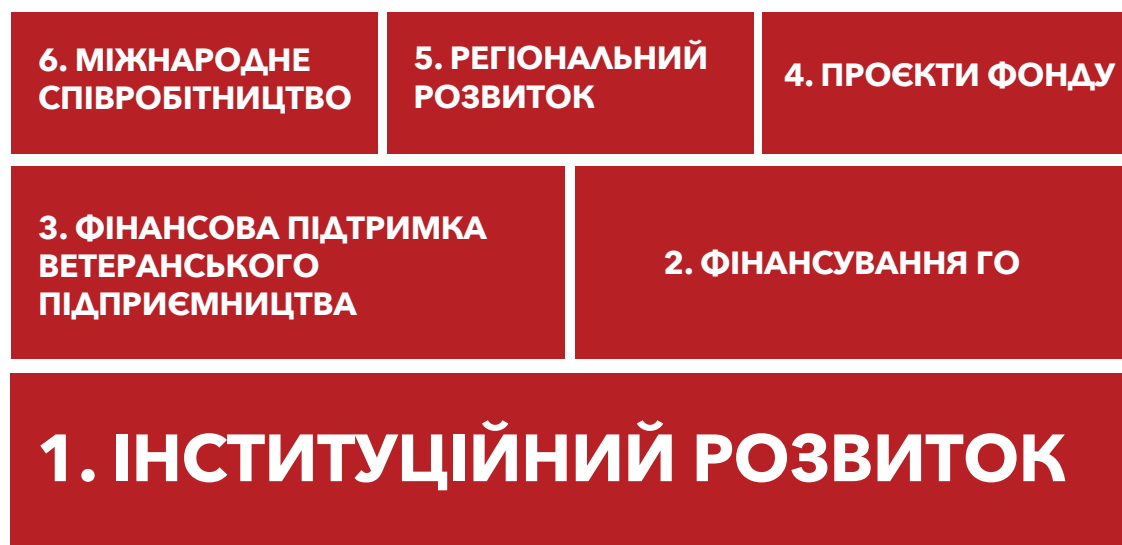 6. МІЖНАРОДНЕ
СПІВРОБІТНИЦТВО
5. РЕГІОНАЛЬНИЙ
РОЗВИТОК
4. ПРОЄКТИ ФОНДУ
3. ФІНАНСОВА ПІДТРИМКА
ВЕТЕРАНСЬКОГО
ПІДПРИЄМНИЦТВА
2. ФІНАНСУВАННЯ ГО
1. ІНСТИТУЦІЙНИЙ РОЗВИТОК